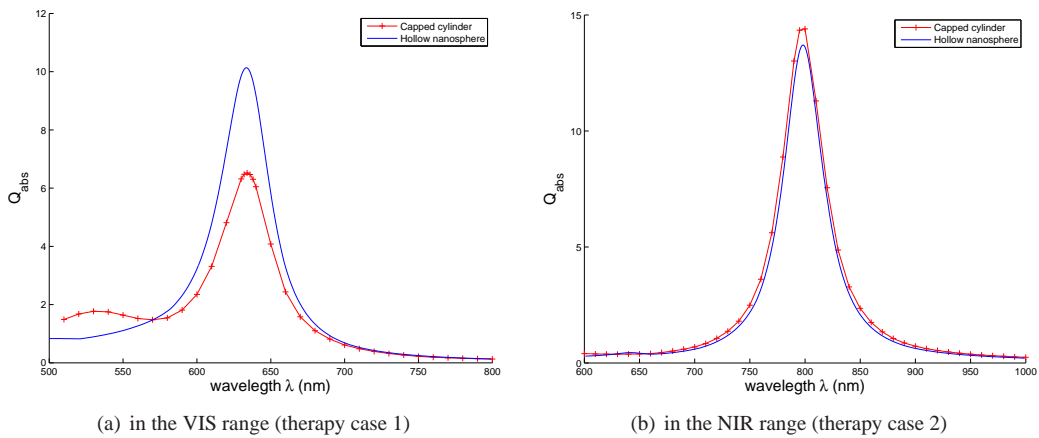 12
10
8
6
4
2
0
Q_abs
500 550 600 650 700 750 800
wavelegth λ (nm)
Capped cylinder
Hollow nanosphere
(a) in the VIS range (therapy case 1)
15
10
5
0
Q_abs
600 650 700 750 800 850 900 950 1000
wavelegth λ (nm)
Capped cylinder
Hollow nanosphere
(b) in the NIR range (therapy case 2)